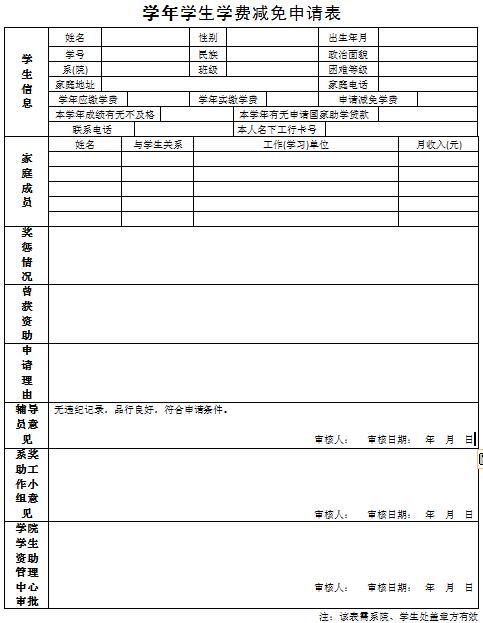 学年学生学费减免申请表
学生信息
姓名 性别 出生年月
学号 民族 政治面貌
系(院) 班级 困难等级
家庭地址 家庭电话
学年应缴学费 学年实缴学费 申请减免学费
本学年成绩有无不及格 本学年有无申请国家助学贷款
联系电话 本人名下工行卡号
家庭成员
姓名 与学生关系 工作(学习)单位 月收入(元)
奖惩情况
曾获资助
申请理由
辅导员意见
无违纪记录，品行良好，符合申请条件。
审核人： 审核日期： 年 月 日
系奖助工作小组意见
审核人： 审核日期： 年 月 日
学院学生资助管理中心审批
审核人： 审核日期： 年 月 日
注：该表需系院、学生处盖章方有效